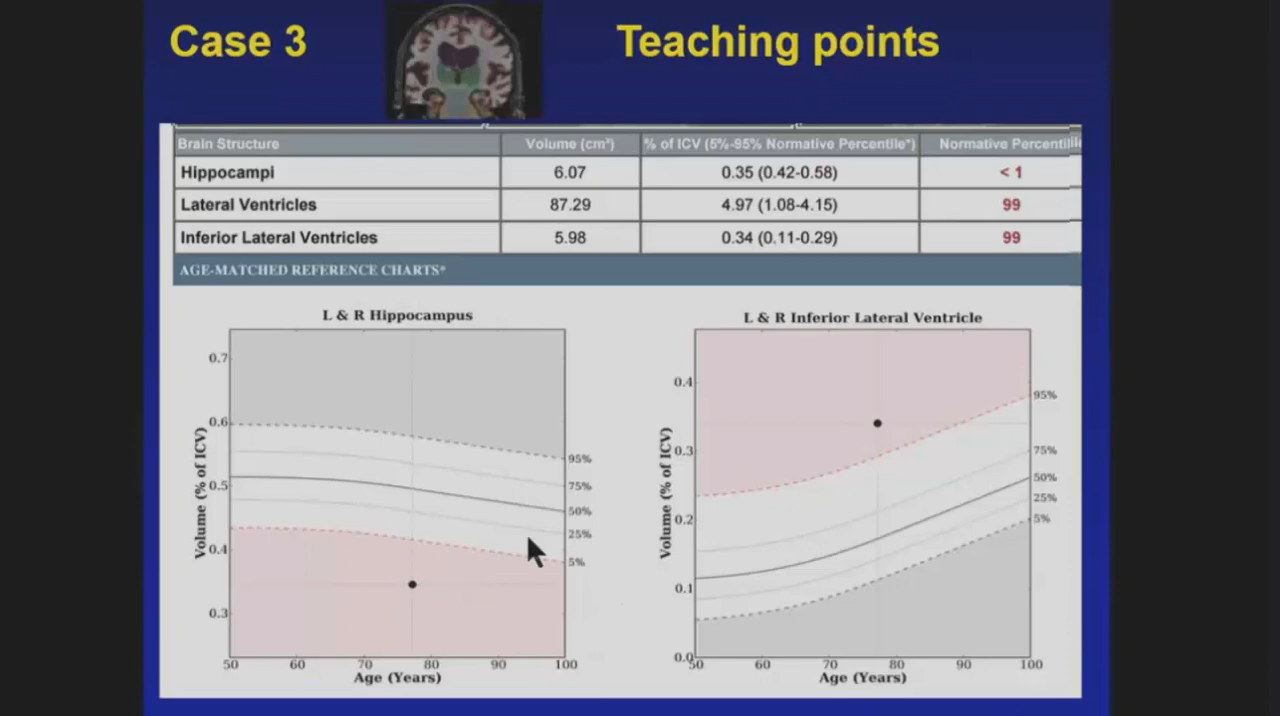 Case 3
Teaching points
Brain Structure Volume (cm³) % of ICV (5%-95% Normative Percentile*) Normative Percentile
Hippocampi 6.07 0.35 (0.42-0.58) < 1
Lateral Ventricles 87.29 4.97 (1.08-4.15) 99
Inferior Lateral Ventricles 5.98 0.34 (0.11-0.29) 99
AGE-MATCHED REFERENCE CHARTS*
L & R Hippocampus
Volume (% of ICV)
0.7
0.6
0.5
0.4
0.3
95%
75%
50%
25%
5%
50 60 70 80 90 100
Age (Years)
L & R Inferior Lateral Ventricle
Volume (% of ICV)
0.4
0.3
0.2
0.1
0.0
95%
75%
50%
25%
5%
50 60 70 80 90 100
Age (Years)